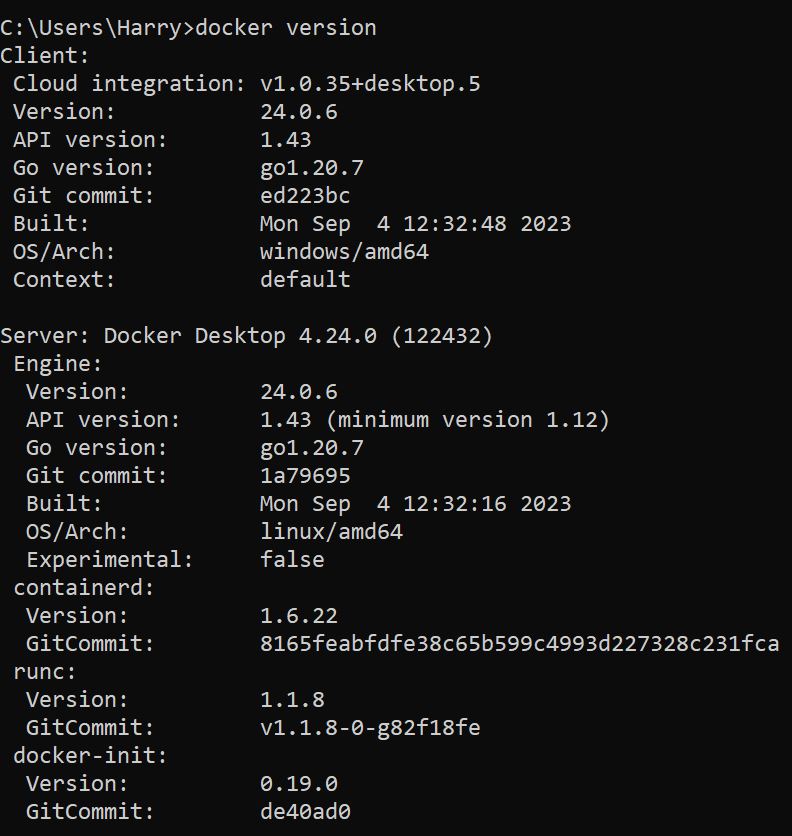 C:\Users\Harry>docker version
Client:
 Cloud integration: v1.0.35+desktop.5
 Version:           24.0.6
 API version:       1.43
 Go version:        go1.20.7
 Git commit:        ed223bc
 Built:             Mon Sep  4 12:32:48 2023
 OS/Arch:           windows/amd64
 Context:           default

Server: Docker Desktop 4.24.0 (122432)
 Engine:
  Version:          24.0.6
  API version:      1.43 (minimum version 1.12)
  Go version:       go1.20.7
  Git commit:       1a79695
  Built:            Mon Sep  4 12:32:16 2023
  OS/Arch:          linux/amd64
  Experimental:     false
 containerd:
  Version:          1.6.22
  GitCommit:        8165feabfdfe38c65b599c4993d227328c231fca
 runc:
  Version:          1.1.8
  GitCommit:        v1.1.8-0-g82f18fe
 docker-init:
  Version:          0.19.0
  GitCommit:        de40ad0